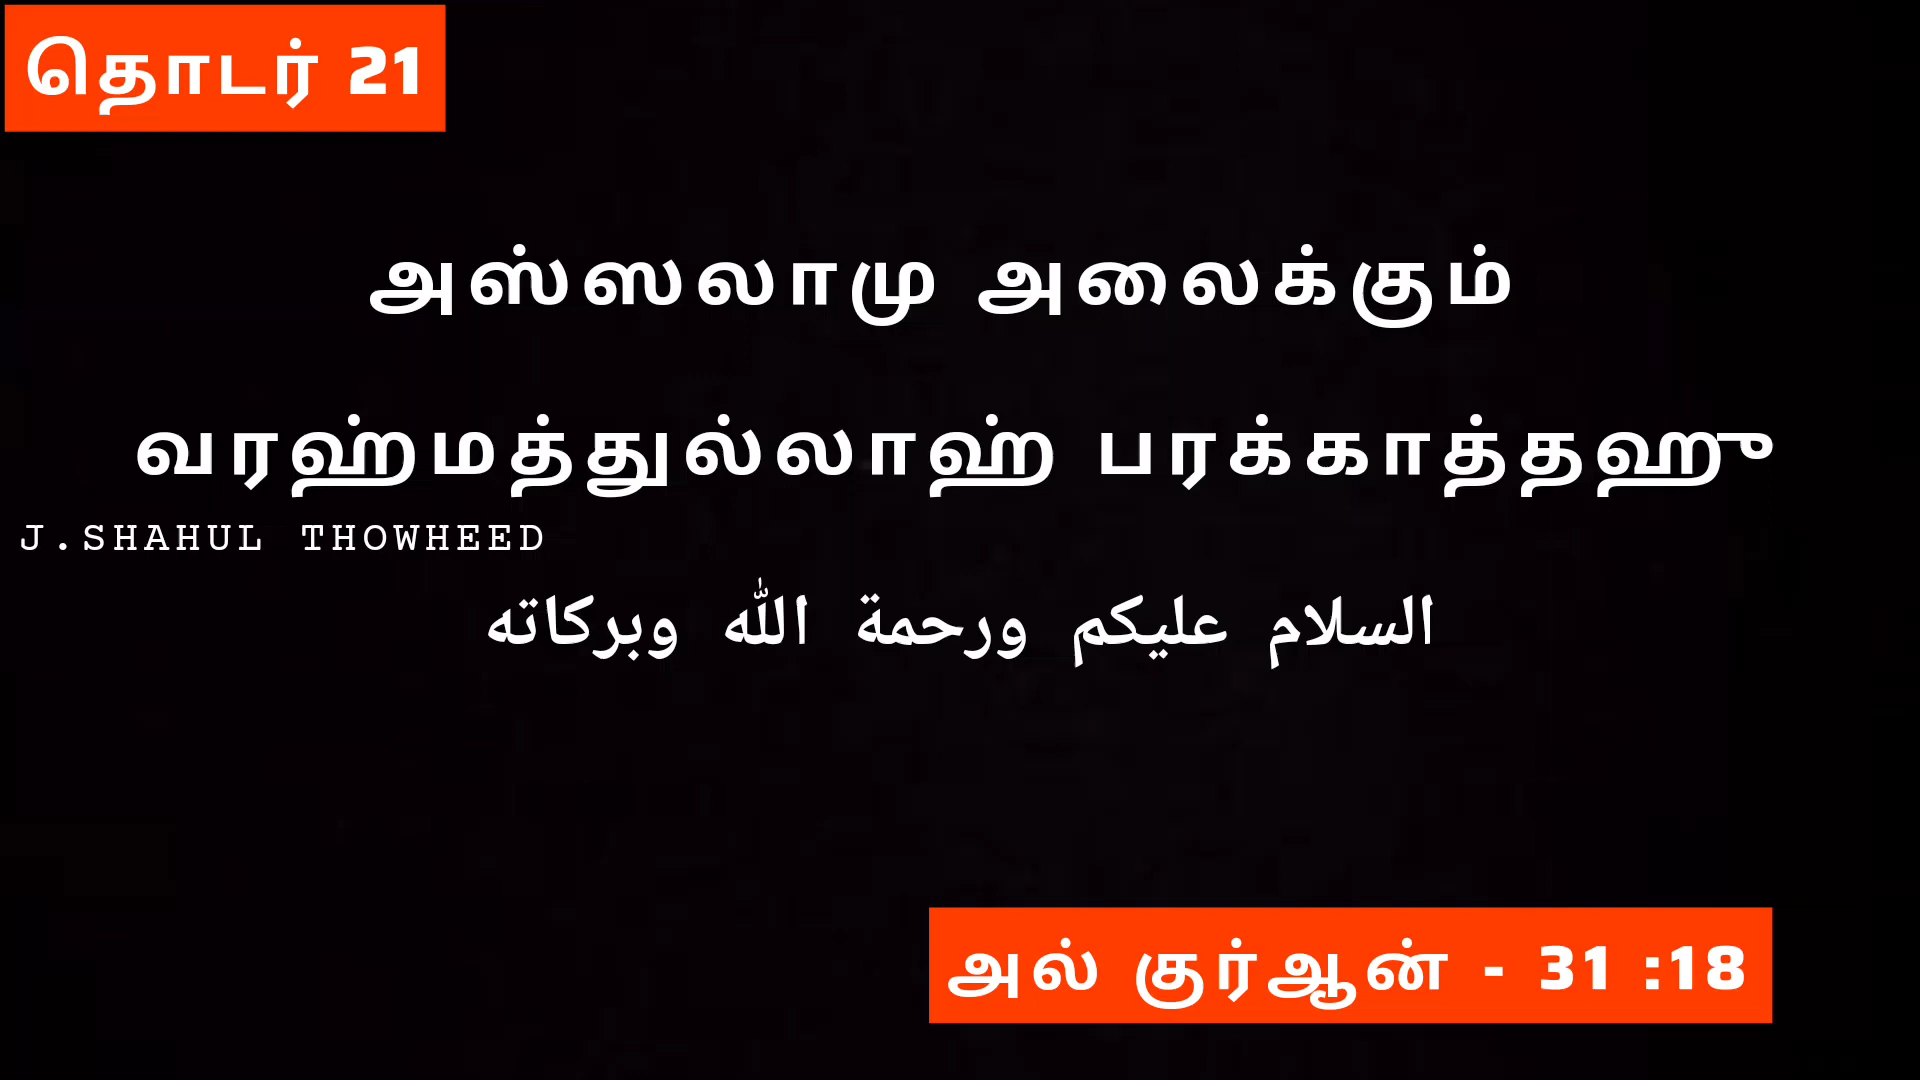 தொடர் 21
அஸ்ஸலாமு அலைக்கும்
வரஹ்மத்துல்லாஹ் பரக்காத்தஹு
J.SHAHUL THOWHEED
السلام عليكم ورحمة الله وبركاته
அல் குர்ஆன் - 31 :18